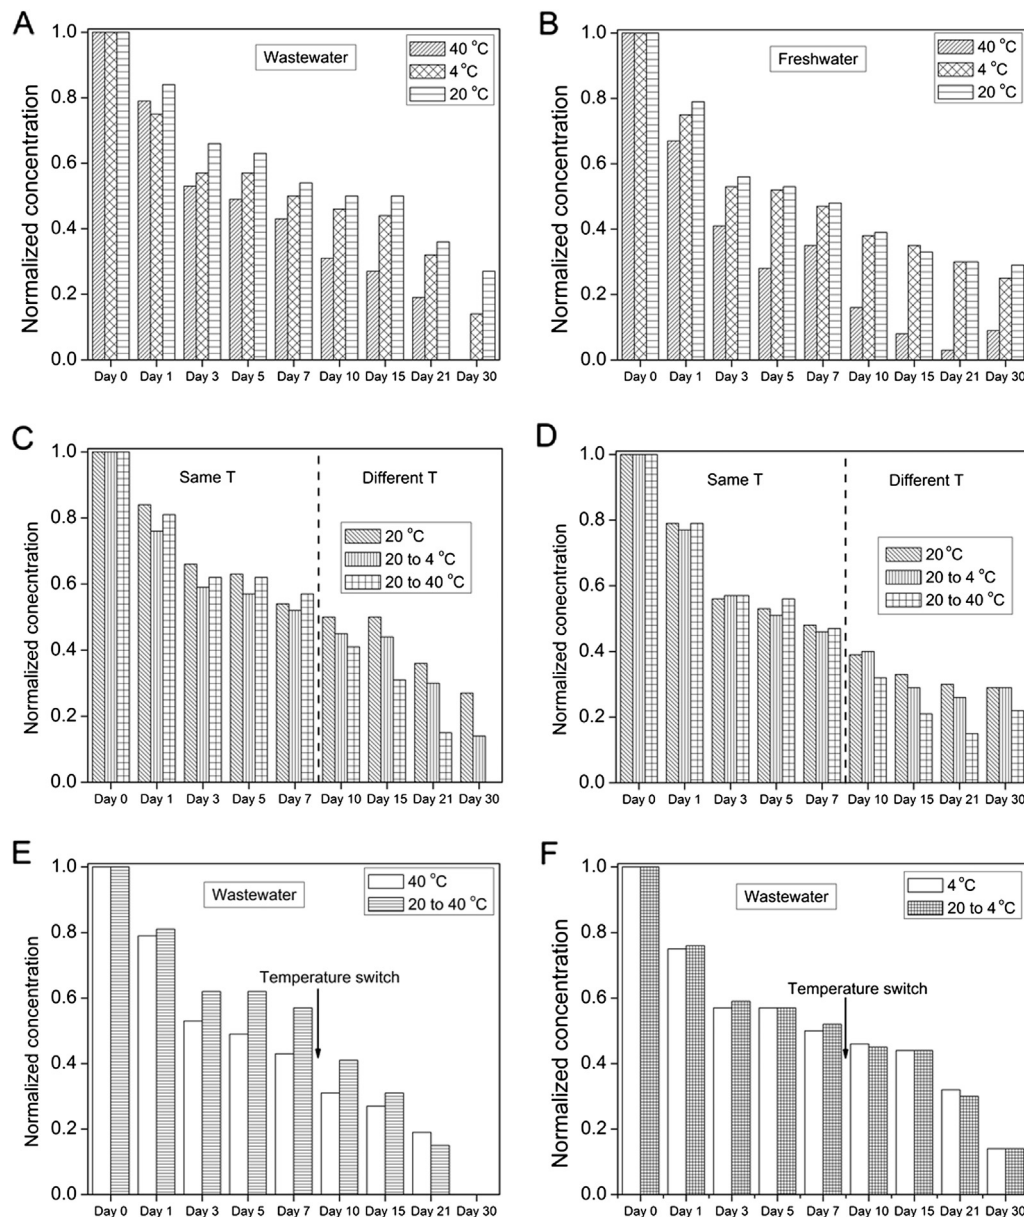 A
Wastewater
40 °C
4 °C
20 °C
Normalized concentration
1.0
0.8
0.6
0.4
0.2
0.0
Day 0 Day 1 Day 3 Day 5 Day 7 Day 10 Day 15 Day 21 Day 30
B
Freshwater
40 °C
4 °C
20 °C
Normalized concentration
1.0
0.8
0.6
0.4
0.2
0.0
Day 0 Day 1 Day 3 Day 5 Day 7 Day 10 Day 15 Day 21 Day 30
C
Same T Different T
20 °C
20 to 4 °C
20 to 40 °C
Normalized conecntration
1.0
0.8
0.6
0.4
0.2
0.0
Day 0 Day 1 Day 3 Day 5 Day 7 Day 10 Day 15 Day 21 Day 30
D
Same T Different T
20 °C
20 to 4 °C
20 to 40 °C
Normalized concentration
1.0
0.8
0.6
0.4
0.2
0.0
Day 0 Day 1 Day 3 Day 5 Day 7 Day 10 Day 15 Day 21 Day 30
E
Wastewater
40 °C
20 to 40 °C
Temperature switch
Normalized concentration
1.0
0.8
0.6
0.4
0.2
0.0
Day 0 Day 1 Day 3 Day 5 Day 7 Day 10 Day 15 Day 21 Day 30
F
Wastewater
4 °C
20 to 4 °C
Temperature switch
Normalized concentration
1.0
0.8
0.6
0.4
0.2
0.0
Day 0 Day 1 Day 3 Day 5 Day 7 Day 10 Day 15 Day 21 Day 30